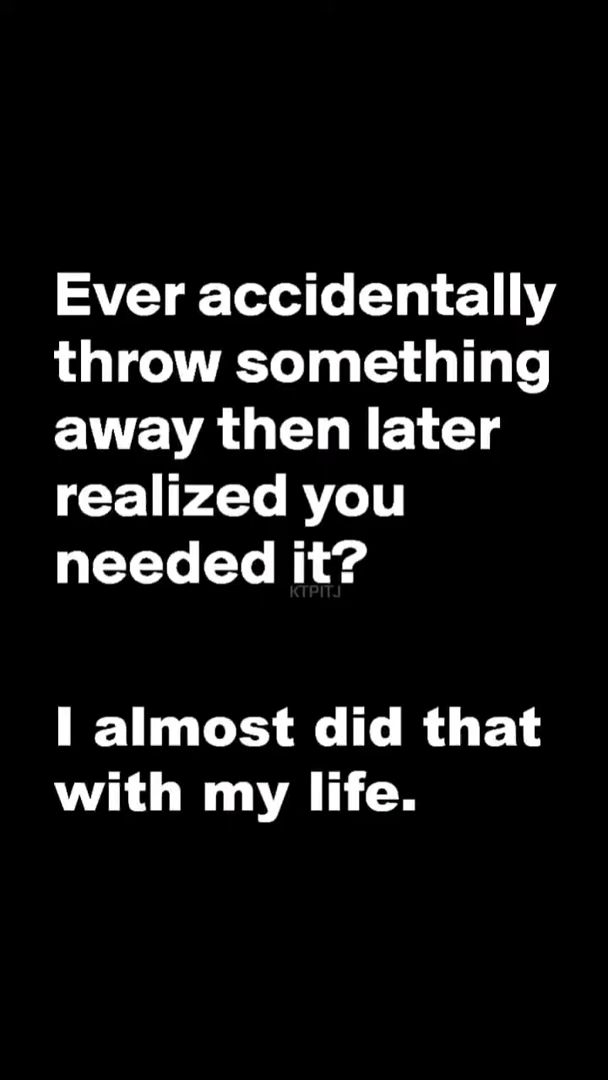 Ever accidentally
throw something
away then later
realized you
needed it?
KTPITJ
I almost did that
with my life.